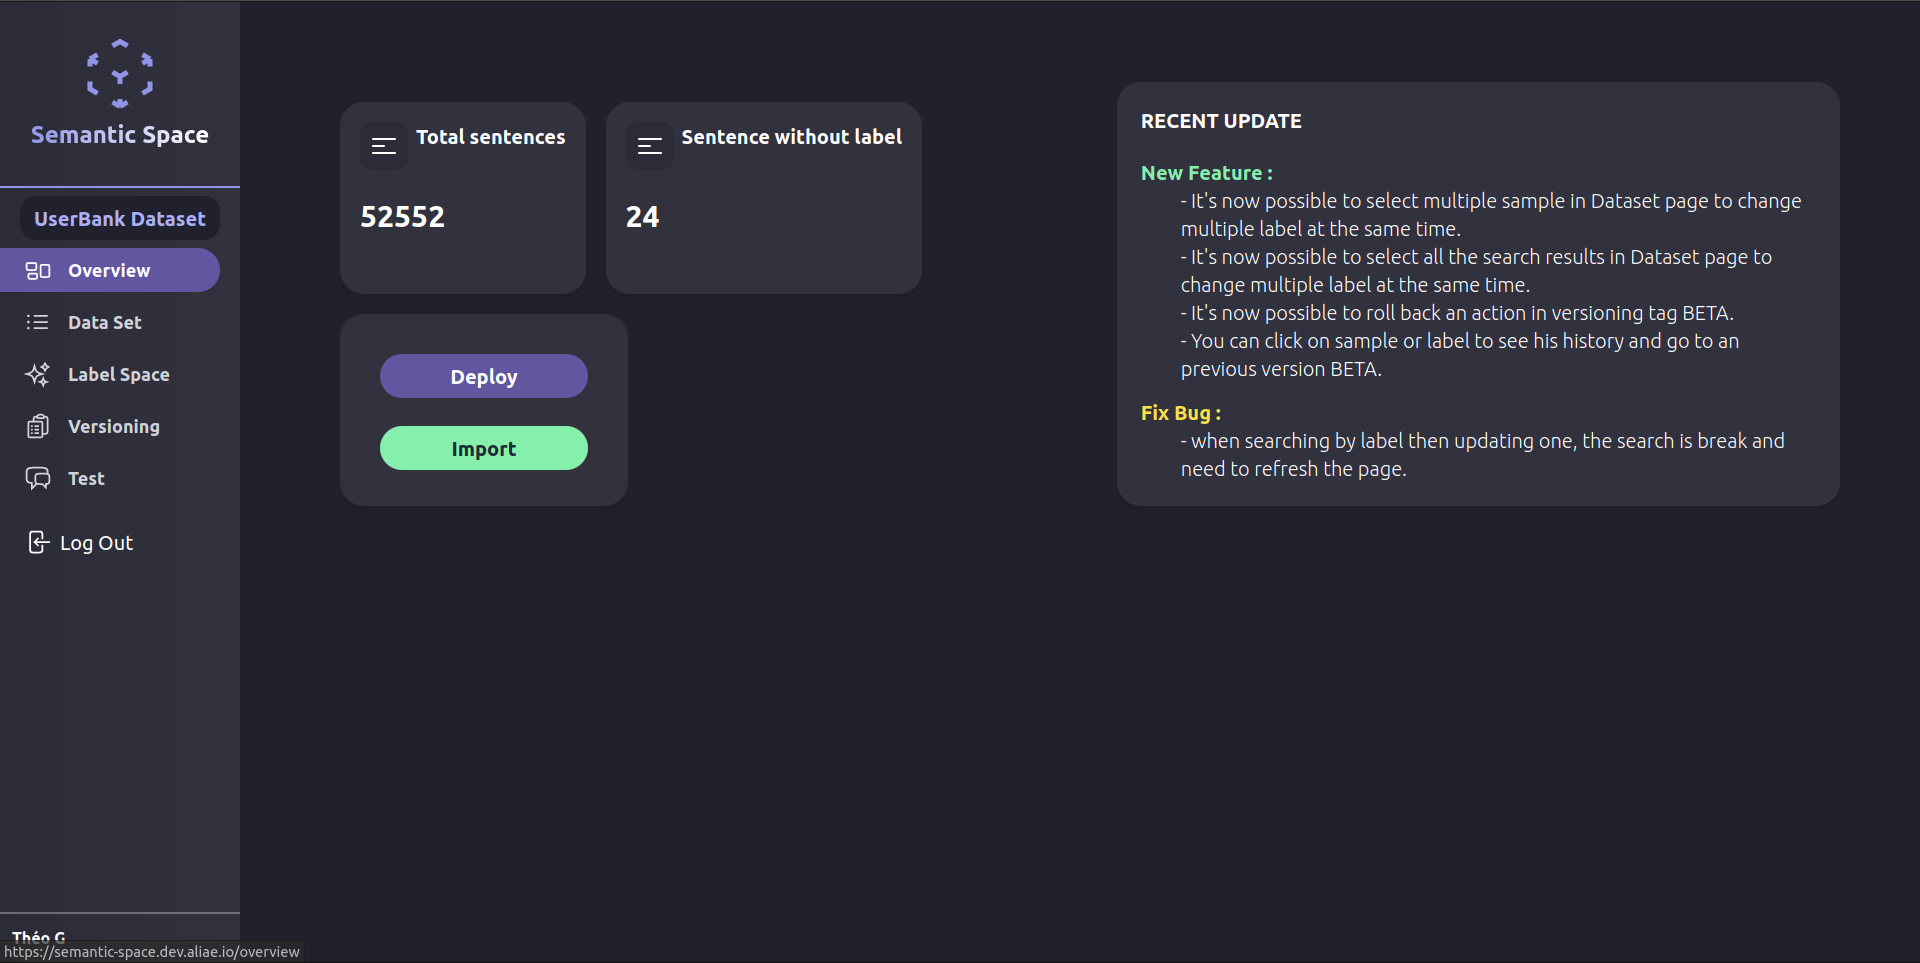 Semantic Space
UserBank Dataset
Overview
Data Set
Label Space
Versioning
Test
Log Out
Théo G
https://semantic-space.dev.aliae.io/overview
Total sentences
52552
Sentence without label
24
Deploy
Import
RECENT UPDATE
New Feature :
- It's now possible to select multiple sample in Dataset page to change
multiple label at the same time.
- It's now possible to select all the search results in Dataset page to
change multiple label at the same time.
- It's now possible to roll back an action in versioning tag BETA.
- You can click on sample or label to see his history and go to an
previous version BETA.
Fix Bug :
- when searching by label then updating one, the search is break and
need to refresh the page.